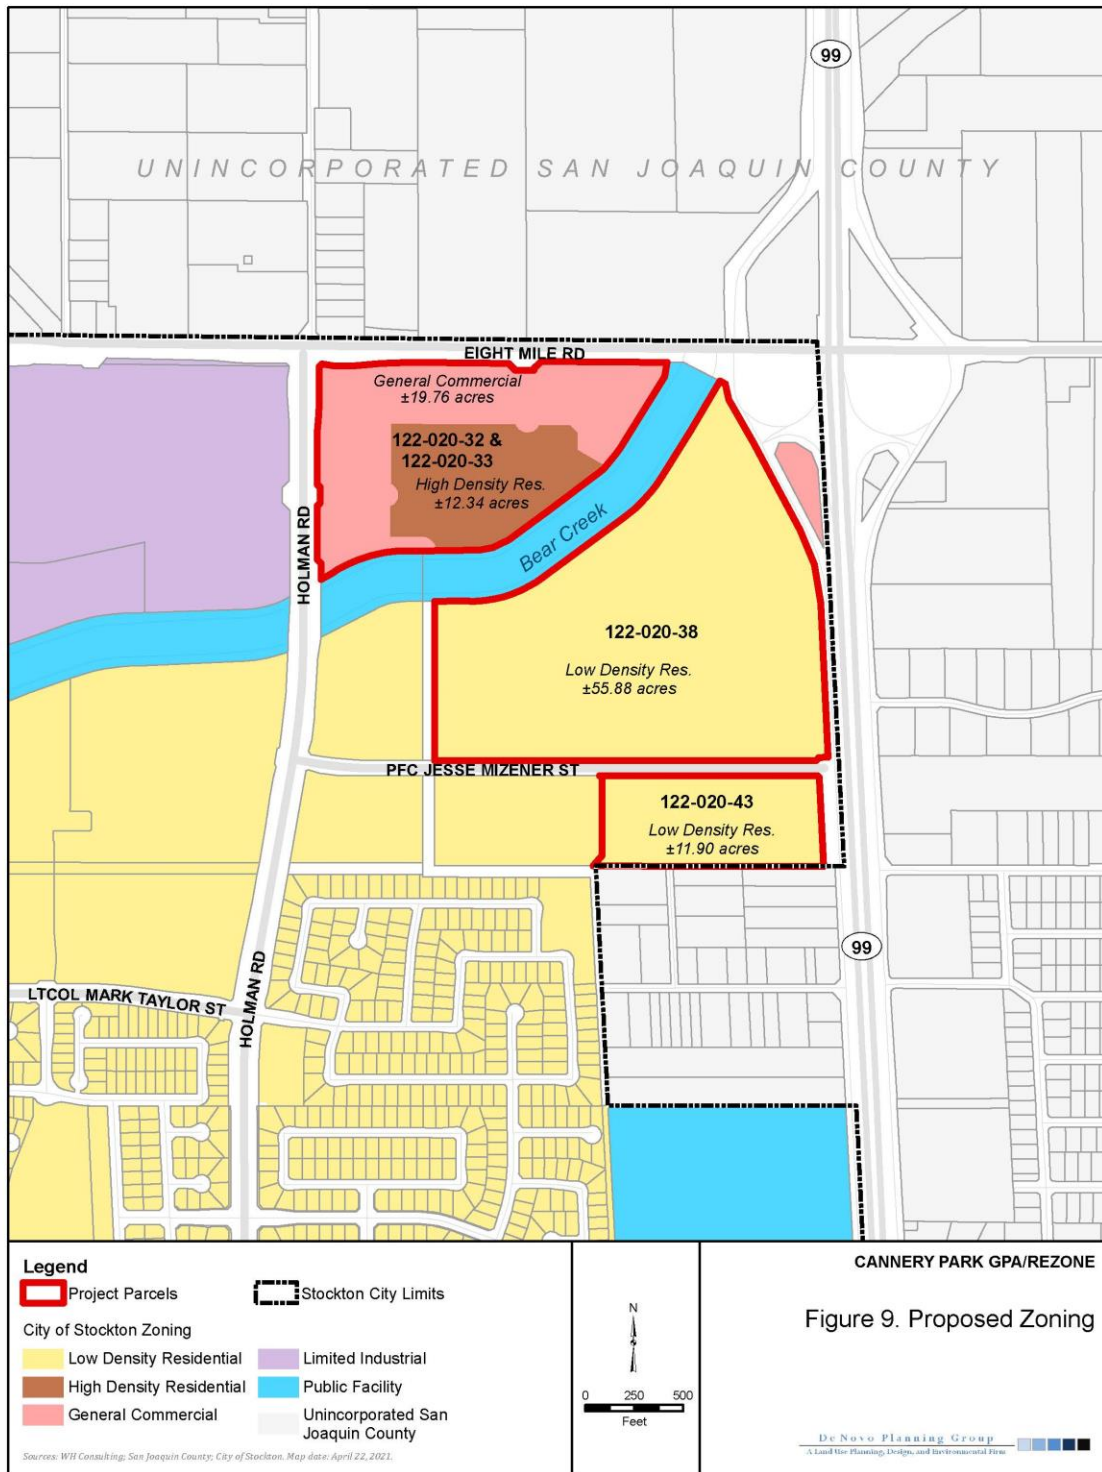 99
UNINCORPORATED SAN JOAQUIN COUNTY
EIGHT MILE RD
General Commercial
±19.76 acres
122-020-32 &
122-020-33
High Density Res.
±12.34 acres
HOLMAN RD
Bear Creek
122-020-38
Low Density Res.
±55.88 acres
PFC JESSE MIZENER ST
122-020-43
Low Density Res.
±11.90 acres
99
LTCOL MARK TAYLOR ST
HOLMAN RD
Legend
Project Parcels
Stockton City Limits
City of Stockton Zoning
Low Density Residential
Limited Industrial
High Density Residential
Public Facility
General Commercial
Unincorporated San
Joaquin County
Sources: WH Consulting; San Joaquin County; City of Stockton. Map date: April 22, 2021.
N
0 250 500
Feet
CANNERY PARK GPA/REZONE
Figure 9. Proposed Zoning
De Novo Planning Group
A Land Use Planning, Design, and Environmental Firm